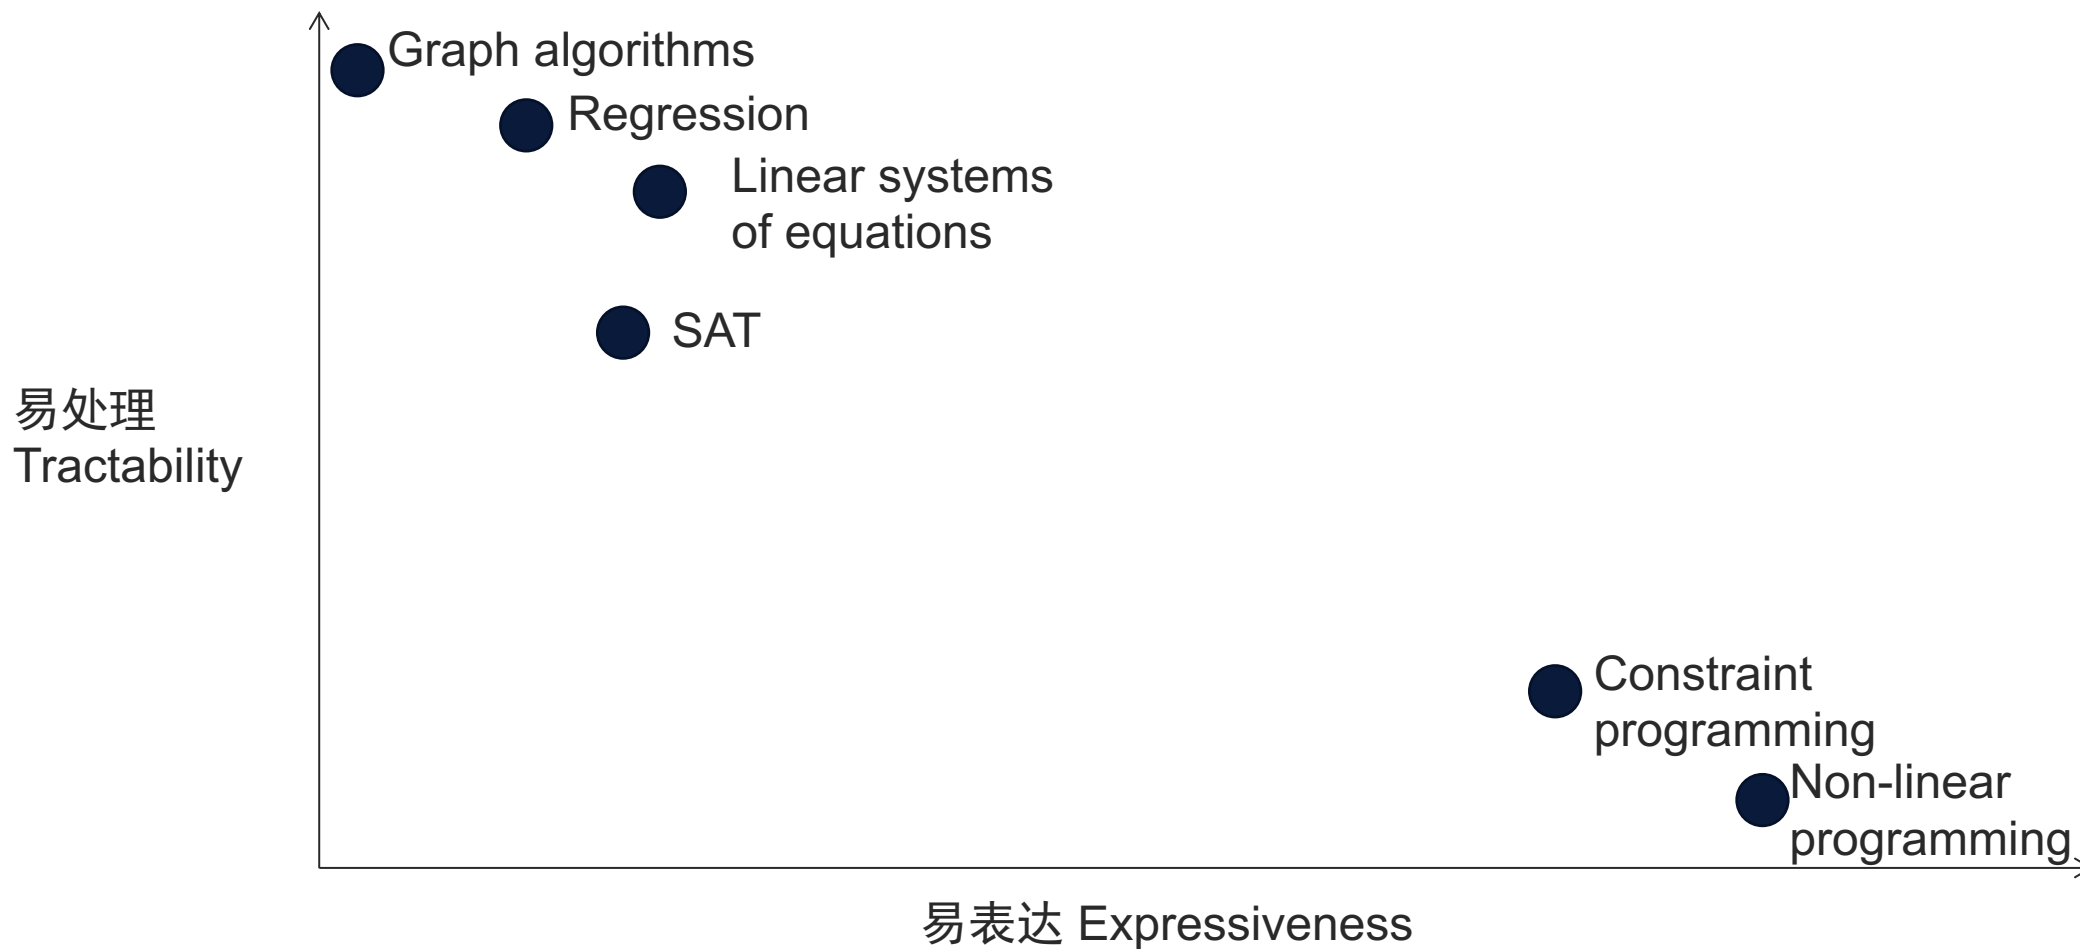 Graph algorithms
Regression
Linear systems
of equations
SAT
易处理
Tractability
Constraint
programming
Non-linear
programming
易表达 Expressiveness